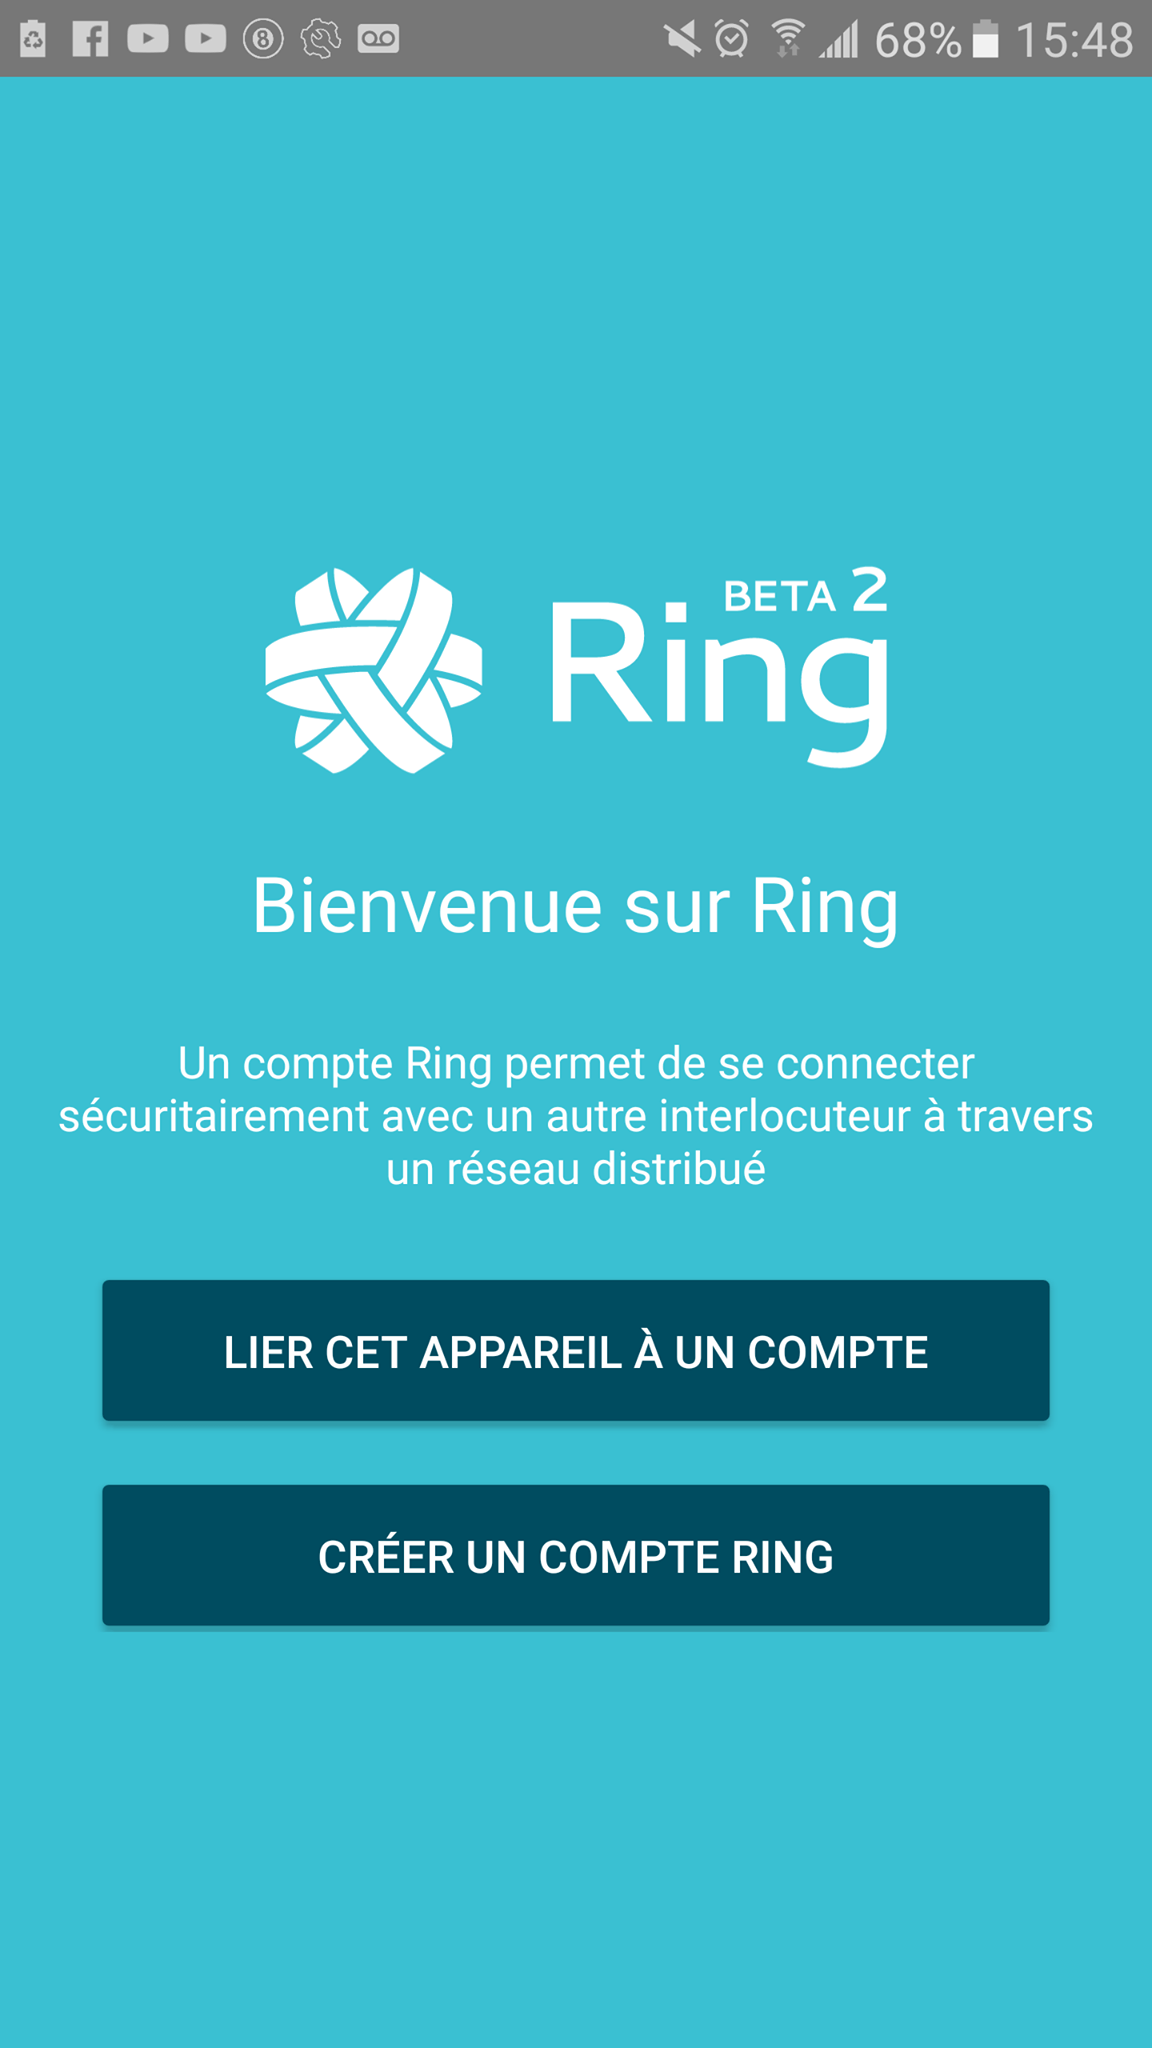 68% 15:48
BETA 2
Ring
Bienvenue sur Ring
Un compte Ring permet de se connecter
sécuritairement avec un autre interlocuteur à travers
un réseau distribué
LIER CET APPAREIL À UN COMPTE
CRÉER UN COMPTE RING